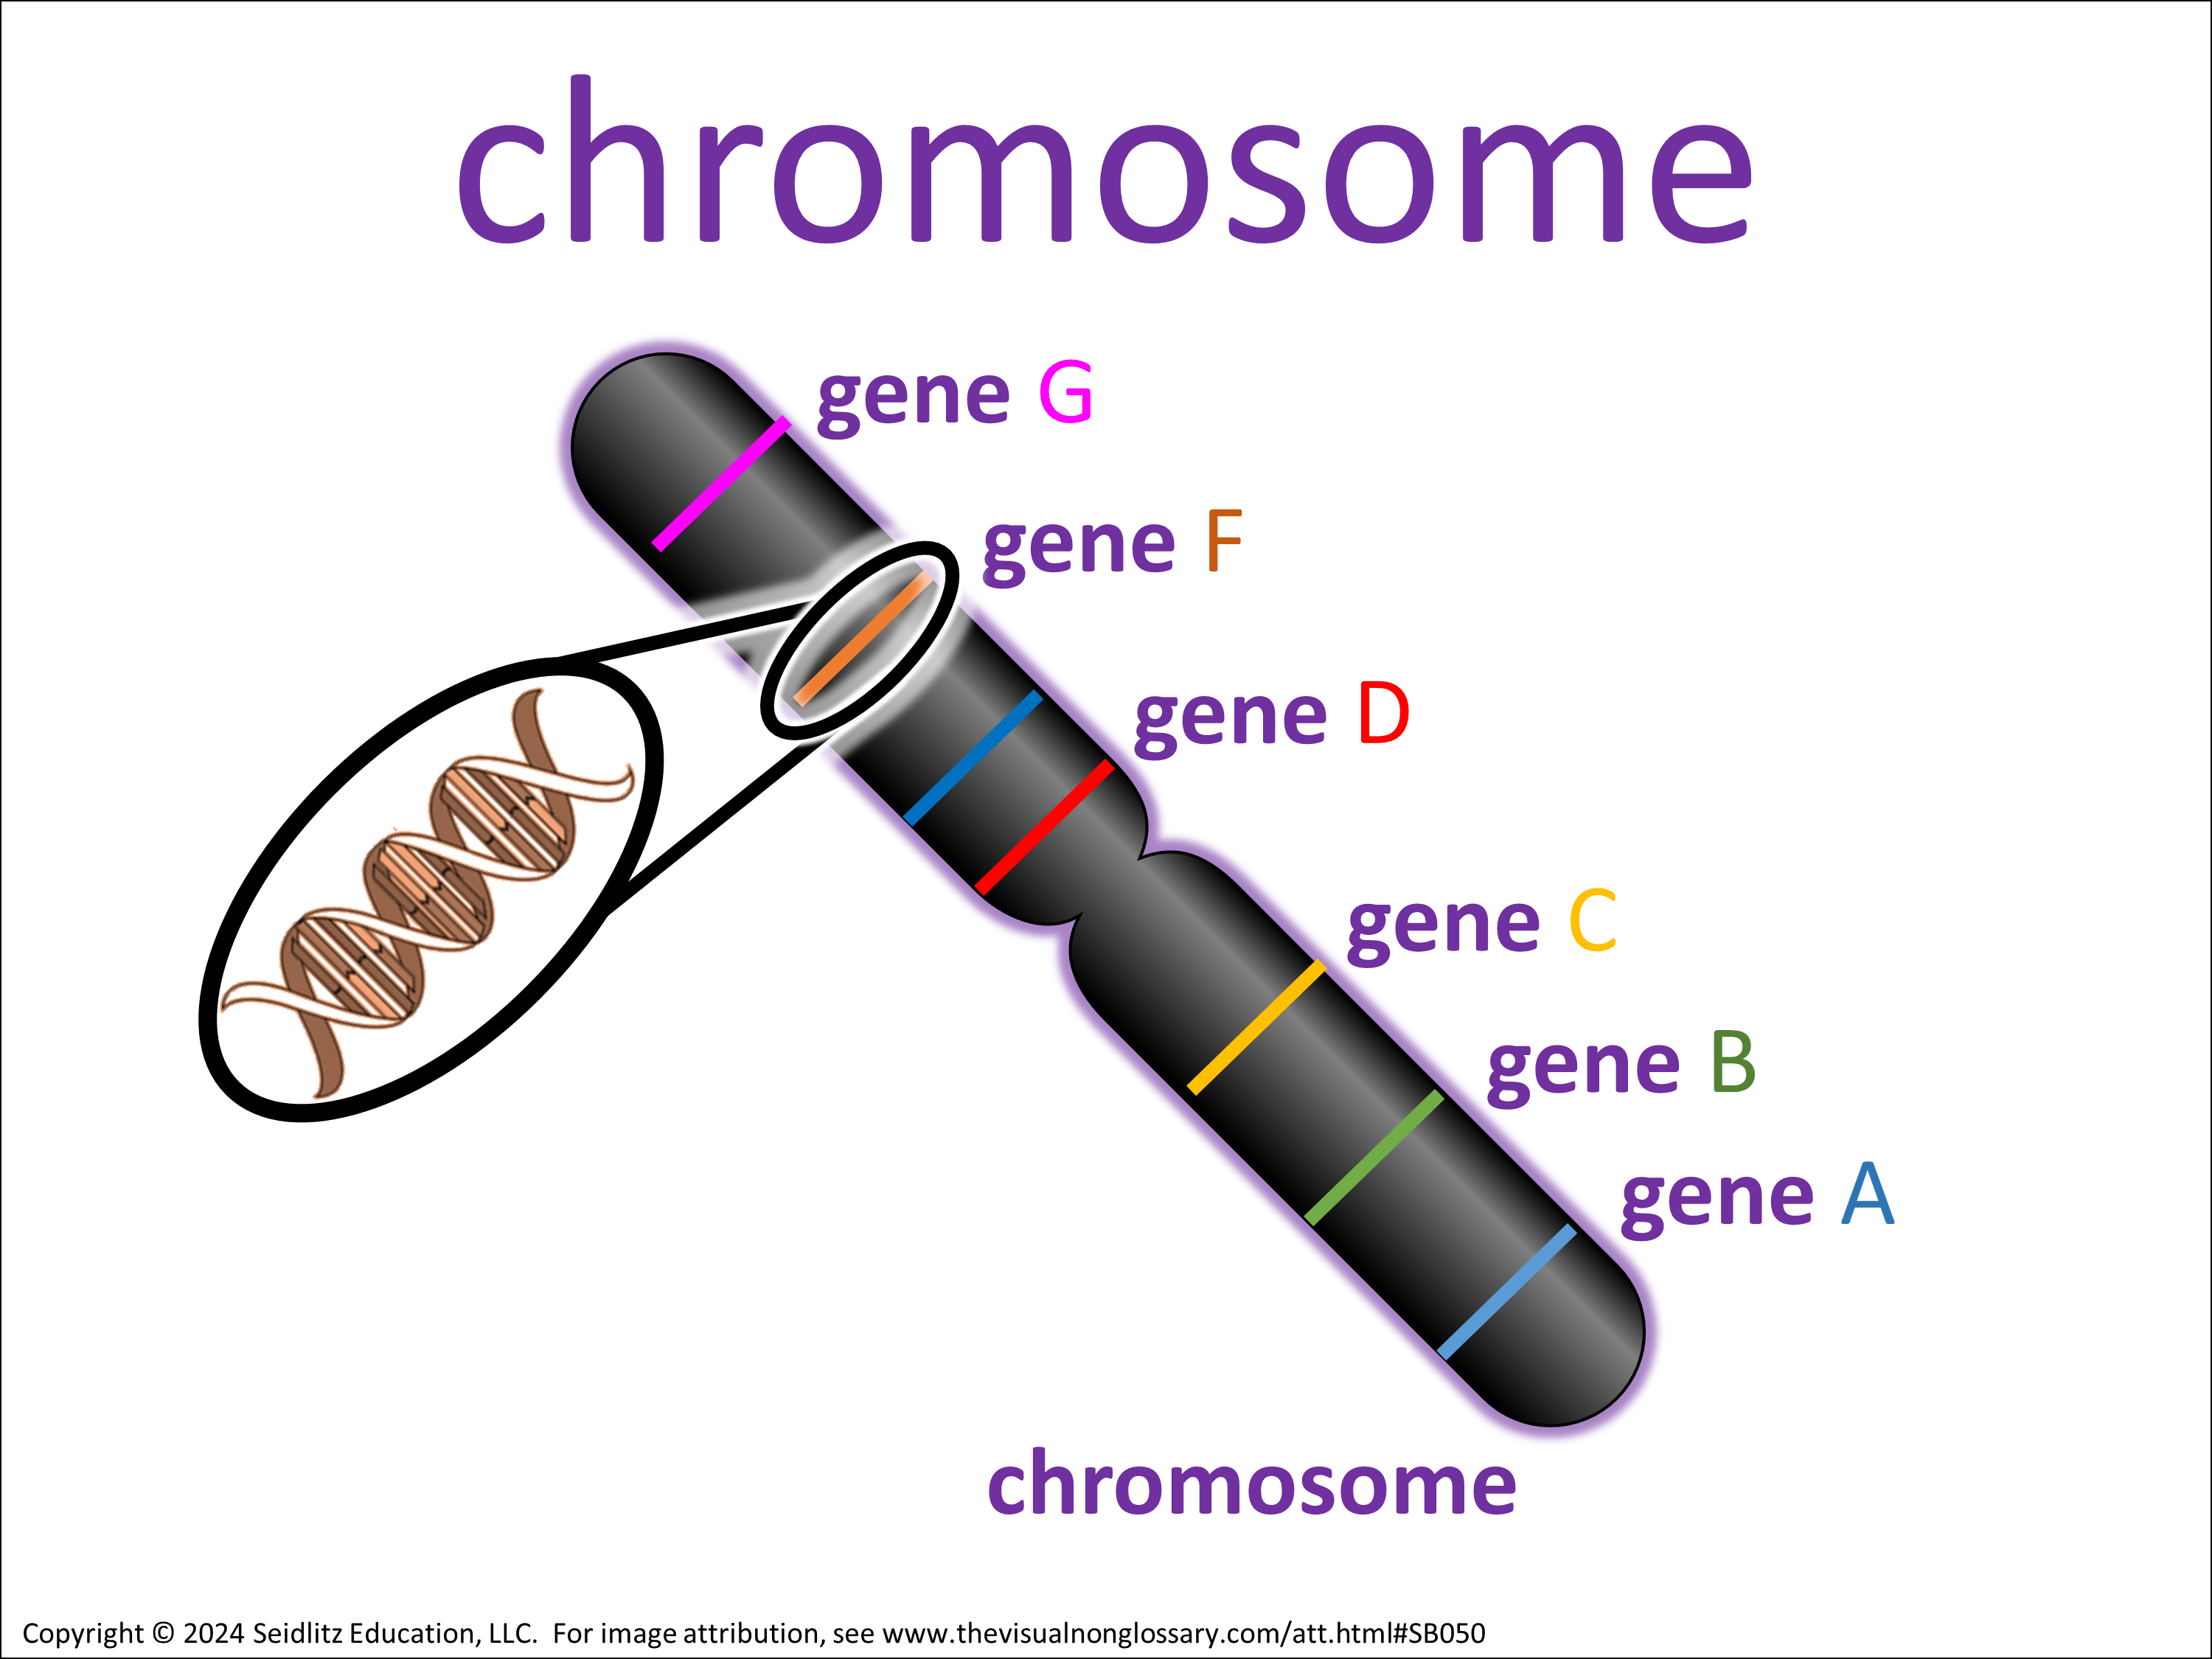 chromosome
gene G
gene F
gene D
gene C
gene B
gene A
chromosome
Copyright © 2024 Seidlitz Education, LLC.  For image attribution, see www.thevisualnonglossary.com/att.html#SB050